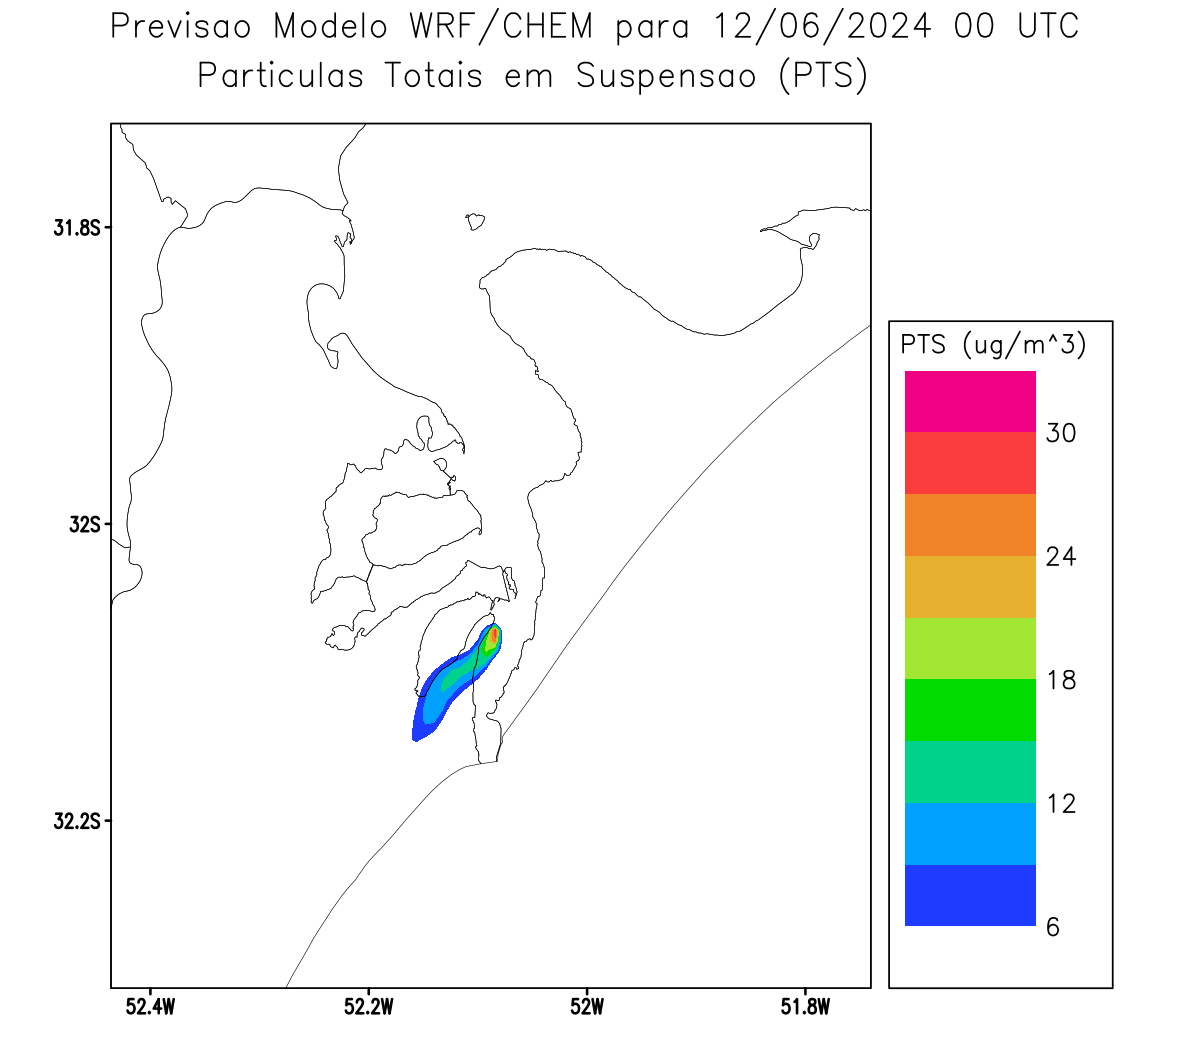 Previsao Modelo WRF/CHEM para 12/06/2024 00 UTC
Particulas Totais em Suspensao (PTS)
31.8S
32S
32.2S
52.4W
52.2W
52W
51.8W
PTS (ug/m^3)
30
24
18
12
6